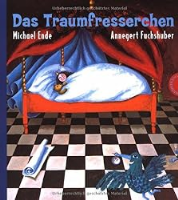 Das Traumfresserchen
Michael Ende
Annegert Fuchshuber